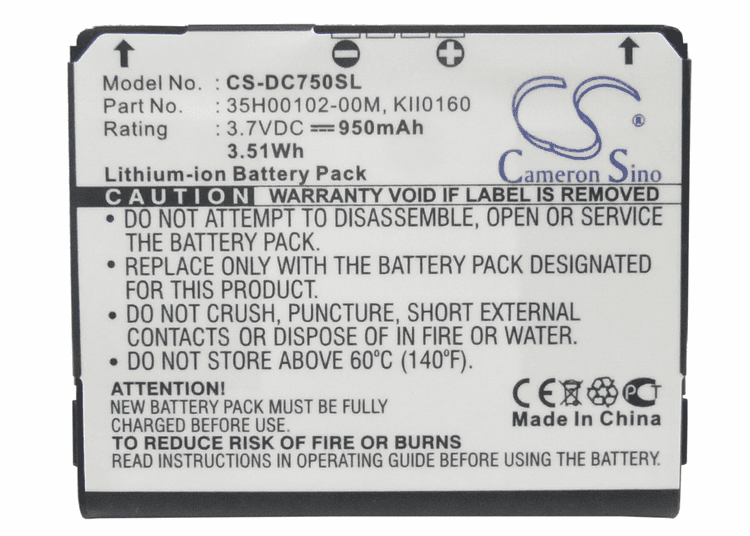 Model No. : CS-DC750SL
Part No. : 35H00102-00M, KII0160
Rating : 3.7VDC ⎓ 950mAh
3.51Wh
Lithium-ion Battery Pack
Cameron Sino ®
CAUTION WARRANTY VOID IF LABEL IS REMOVED
• DO NOT ATTEMPT TO DISASSEMBLE, OPEN OR SERVICE
THE BATTERY PACK.
• REPLACE ONLY WITH THE BATTERY PACK DESIGNATED
FOR THIS PRODUCT.
• DO NOT CRUSH, PUNCTURE, SHORT EXTERNAL
CONTACTS OR DISPOSE OF IN FIRE OR WATER.
• DO NOT STORE ABOVE 60°C (140°F).
ATTENTION!
NEW BATTERY PACK MUST BE FULLY
CHARGED BEFORE USE.
TO REDUCE RISK OF FIRE OR BURNS
READ INSTRUCTION IN OPERATING GUIDE BEFORE USING THE BATTERY.
CE PCT
Made In China